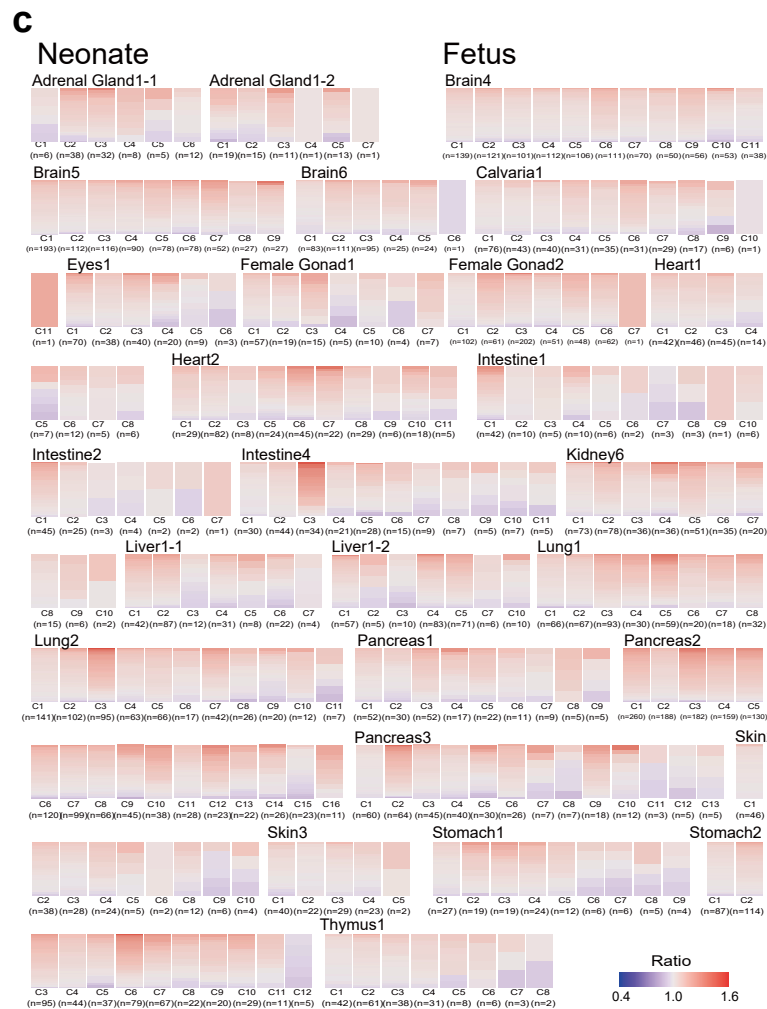 c
Neonate Fetus
Adrenal Gland1-1 Adrenal Gland1-2 Brain4
C1 C2 C3 C4 C5 C6 C1 C2 C3 C4 C5 C7 C1 C2 C3 C4 C5 C6 C7 C8 C9 C10 C11
(n=6) (n=38) (n=32) (n=8) (n=5) (n=12) (n=19) (n=15) (n=11) (n=1) (n=13) (n=1) (n=139) (n=121) (n=101) (n=112) (n=106) (n=111) (n=70) (n=50) (n=56) (n=53) (n=38)
Brain5 Brain6 Calvaria1
C1 C2 C3 C4 C5 C6 C7 C8 C9 C1 C2 C3 C4 C5 C6 C1 C2 C3 C4 C5 C6 C7 C8 C9 C10
(n=193) (n=112) (n=116) (n=90) (n=78) (n=78) (n=52) (n=27) (n=27) (n=83) (n=111) (n=95) (n=25) (n=24) (n=1) (n=76) (n=43) (n=40) (n=31) (n=35) (n=31) (n=29) (n=17) (n=6) (n=1)
Eyes1 Female Gonad1 Female Gonad2 Heart1
C11 C1 C2 C3 C4 C5 C6 C1 C2 C3 C4 C5 C6 C7 C1 C2 C3 C4 C5 C6 C7 C1 C2 C3 C4
(n=1) (n=70) (n=38) (n=40) (n=20) (n=9) (n=3) (n=57) (n=19) (n=15) (n=5) (n=10) (n=4) (n=7) (n=102) (n=61) (n=202) (n=51) (n=48) (n=62) (n=1) (n=42) (n=46) (n=45) (n=14)
Heart2 Intestine1
C5 C6 C7 C8 C1 C2 C3 C4 C5 C6 C7 C8 C9 C10 C11 C1 C2 C3 C4 C5 C6 C7 C8 C9 C10
(n=7) (n=12) (n=5) (n=6) (n=29) (n=82) (n=8) (n=24) (n=45) (n=22) (n=29) (n=6) (n=18) (n=5) (n=42) (n=10) (n=5) (n=10) (n=6) (n=2) (n=3) (n=3) (n=1) (n=6)
Intestine2 Intestine4 Kidney6
C1 C2 C3 C4 C5 C6 C7 C1 C2 C3 C4 C5 C6 C7 C8 C9 C10 C11 C1 C2 C3 C4 C5 C6 C7
(n=45) (n=25) (n=3) (n=4) (n=2) (n=2) (n=1) (n=30) (n=44) (n=34) (n=21) (n=28) (n=15) (n=9) (n=7) (n=5) (n=7) (n=5) (n=73) (n=78) (n=36) (n=36) (n=51) (n=35) (n=20)
Liver1-1 Liver1-2 Lung1
C8 C9 C10 C1 C2 C3 C4 C5 C6 C7 C1 C2 C3 C4 C5 C6 C7 C1 C2 C3 C4 C5 C6 C7 C8
(n=15) (n=6) (n=2) (n=42) (n=87) (n=12) (n=31) (n=8) (n=22) (n=4) (n=57) (n=5) (n=10) (n=83) (n=71) (n=6) (n=10) (n=66) (n=67) (n=93) (n=30) (n=59) (n=20) (n=18) (n=32)
Lung2 Pancreas1 Pancreas2
C1 C2 C3 C4 C5 C6 C7 C8 C9 C10 C11 C1 C2 C3 C4 C5 C6 C7 C8 C9 C1 C2 C3 C4 C5
(n=141) (n=102) (n=95) (n=63) (n=66) (n=17) (n=42) (n=26) (n=20) (n=12) (n=7) (n=52) (n=30) (n=52) (n=17) (n=22) (n=11) (n=9) (n=5) (n=5) (n=260) (n=188) (n=182) (n=159) (n=130)
Pancreas3 Skin
C6 C7 C8 C9 C10 C11 C12 C13 C14 C15 C16 C1 C2 C3 C4 C5 C6 C7 C8 C9 C10 C11 C12 C13 C1
(n=120) (n=99) (n=66) (n=45) (n=38) (n=28) (n=23) (n=22) (n=26) (n=23) (n=11) (n=60) (n=64) (n=45) (n=40) (n=30) (n=26) (n=7) (n=7) (n=18) (n=12) (n=3) (n=5) (n=5) (n=46)
Skin3 Stomach1 Stomach2
C2 C3 C4 C5 C6 C8 C9 C10 C1 C2 C3 C4 C5 C1 C2 C3 C4 C5 C6 C7 C8 C9 C1 C2
(n=38) (n=28) (n=24) (n=5) (n=2) (n=12) (n=6) (n=4) (n=40) (n=22) (n=29) (n=23) (n=2) (n=27) (n=19) (n=19) (n=24) (n=12) (n=6) (n=6) (n=5) (n=4) (n=87) (n=114)
Thymus1
C3 C4 C5 C6 C7 C8 C9 C10 C11 C12 C1 C2 C3 C4 C5 C6 C7 C8
(n=95) (n=44) (n=37) (n=79) (n=67) (n=22) (n=20) (n=29) (n=11) (n=5) (n=42) (n=61) (n=38) (n=31) (n=8) (n=6) (n=3) (n=2)
Ratio
0.4 1.0 1.6